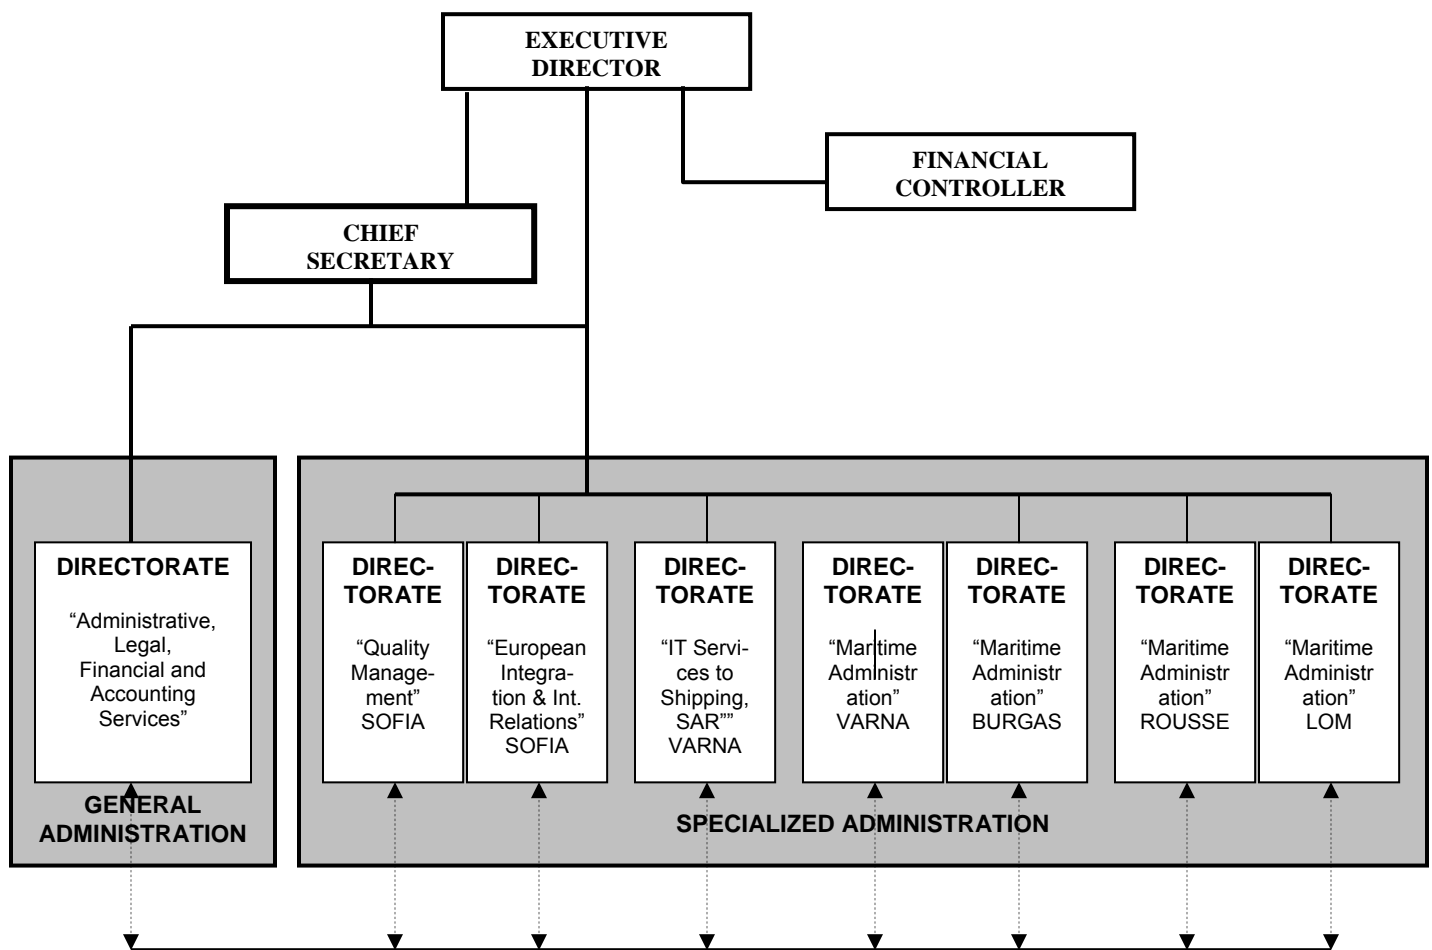 EXECUTIVE
DIRECTOR
FINANCIAL
CONTROLLER
CHIEF
SECRETARY
DIRECTORATE
“Administrative,
Legal,
Financial and
Accounting
Services”
GENERAL
ADMINISTRATION
DIREC-
TORATE
“Quality
Manage-
ment”
SOFIA
DIREC-
TORATE
“European
Integra-
tion & Int.
Relations”
SOFIA
DIREC-
TORATE
“IT Servi-
ces to
Shipping,
SAR””
VARNA
DIREC-
TORATE
“Maritime
Administr
ation”
VARNA
DIREC-
TORATE
“Maritime
Administr
ation”
BURGAS
DIREC-
TORATE
“Maritime
Administr
ation”
ROUSSE
DIREC-
TORATE
“Maritime
Administr
ation”
LOM
SPECIALIZED ADMINISTRATION